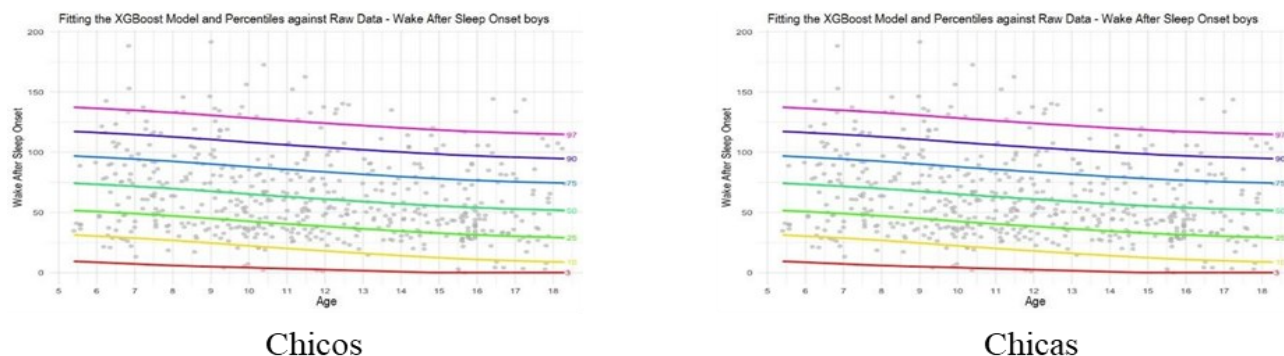 Fitting the XGBoost Model and Percentiles against Raw Data - Wake After Sleep Onset boys
200
150
100
50
0
Wake After Sleep Onset
97
90
75
50
25
10
3
5 6 7 8 9 10 11 12 13 14 15 16 17 18
Age
Chicos
Fitting the XGBoost Model and Percentiles against Raw Data - Wake After Sleep Onset boys
200
150
100
50
0
Wake After Sleep Onset
97
90
75
50
25
10
3
5 6 7 8 9 10 11 12 13 14 15 16 17 18
Age
Chicas